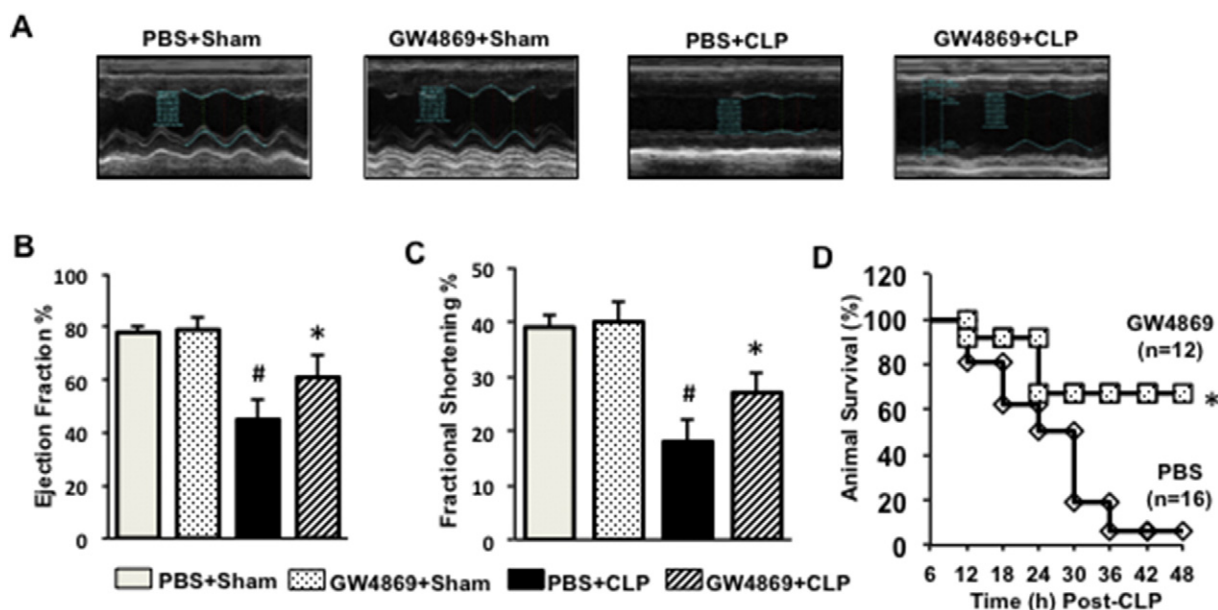 A
PBS+Sham
GW4869+Sham
PBS+CLP
GW4869+CLP
B
Ejection Fraction %
100
80
60
40
20
0
#
*
C
Fractional Shortening %
50
40
30
20
10
0
#
*
D
Animal Survival (%)
120
100
80
60
40
20
0
GW4869
(n=12)
*
PBS
(n=16)
6 12 18 24 30 36 42 48
Time (h) Post-CLP
PBS+Sham GW4869+Sham PBS+CLP GW4869+CLP